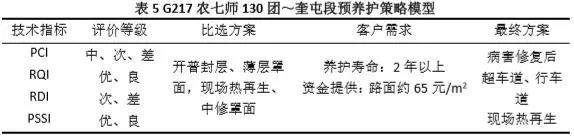 表 5 G217 农七师 130 团~奎屯段预养护策略模型
技术指标 评价等级 比选方案 客户需求 最终方案
PCI 中、次、差
RQI 优、良
RDI 次、差
PSSI 优、良
开普封层、薄层罩
面，现场热再生、
中修罩面
养护寿命：2 年以上
资金提供：路面约 65 元/m²
病害修复后
超车道、行车
道
现场热再生